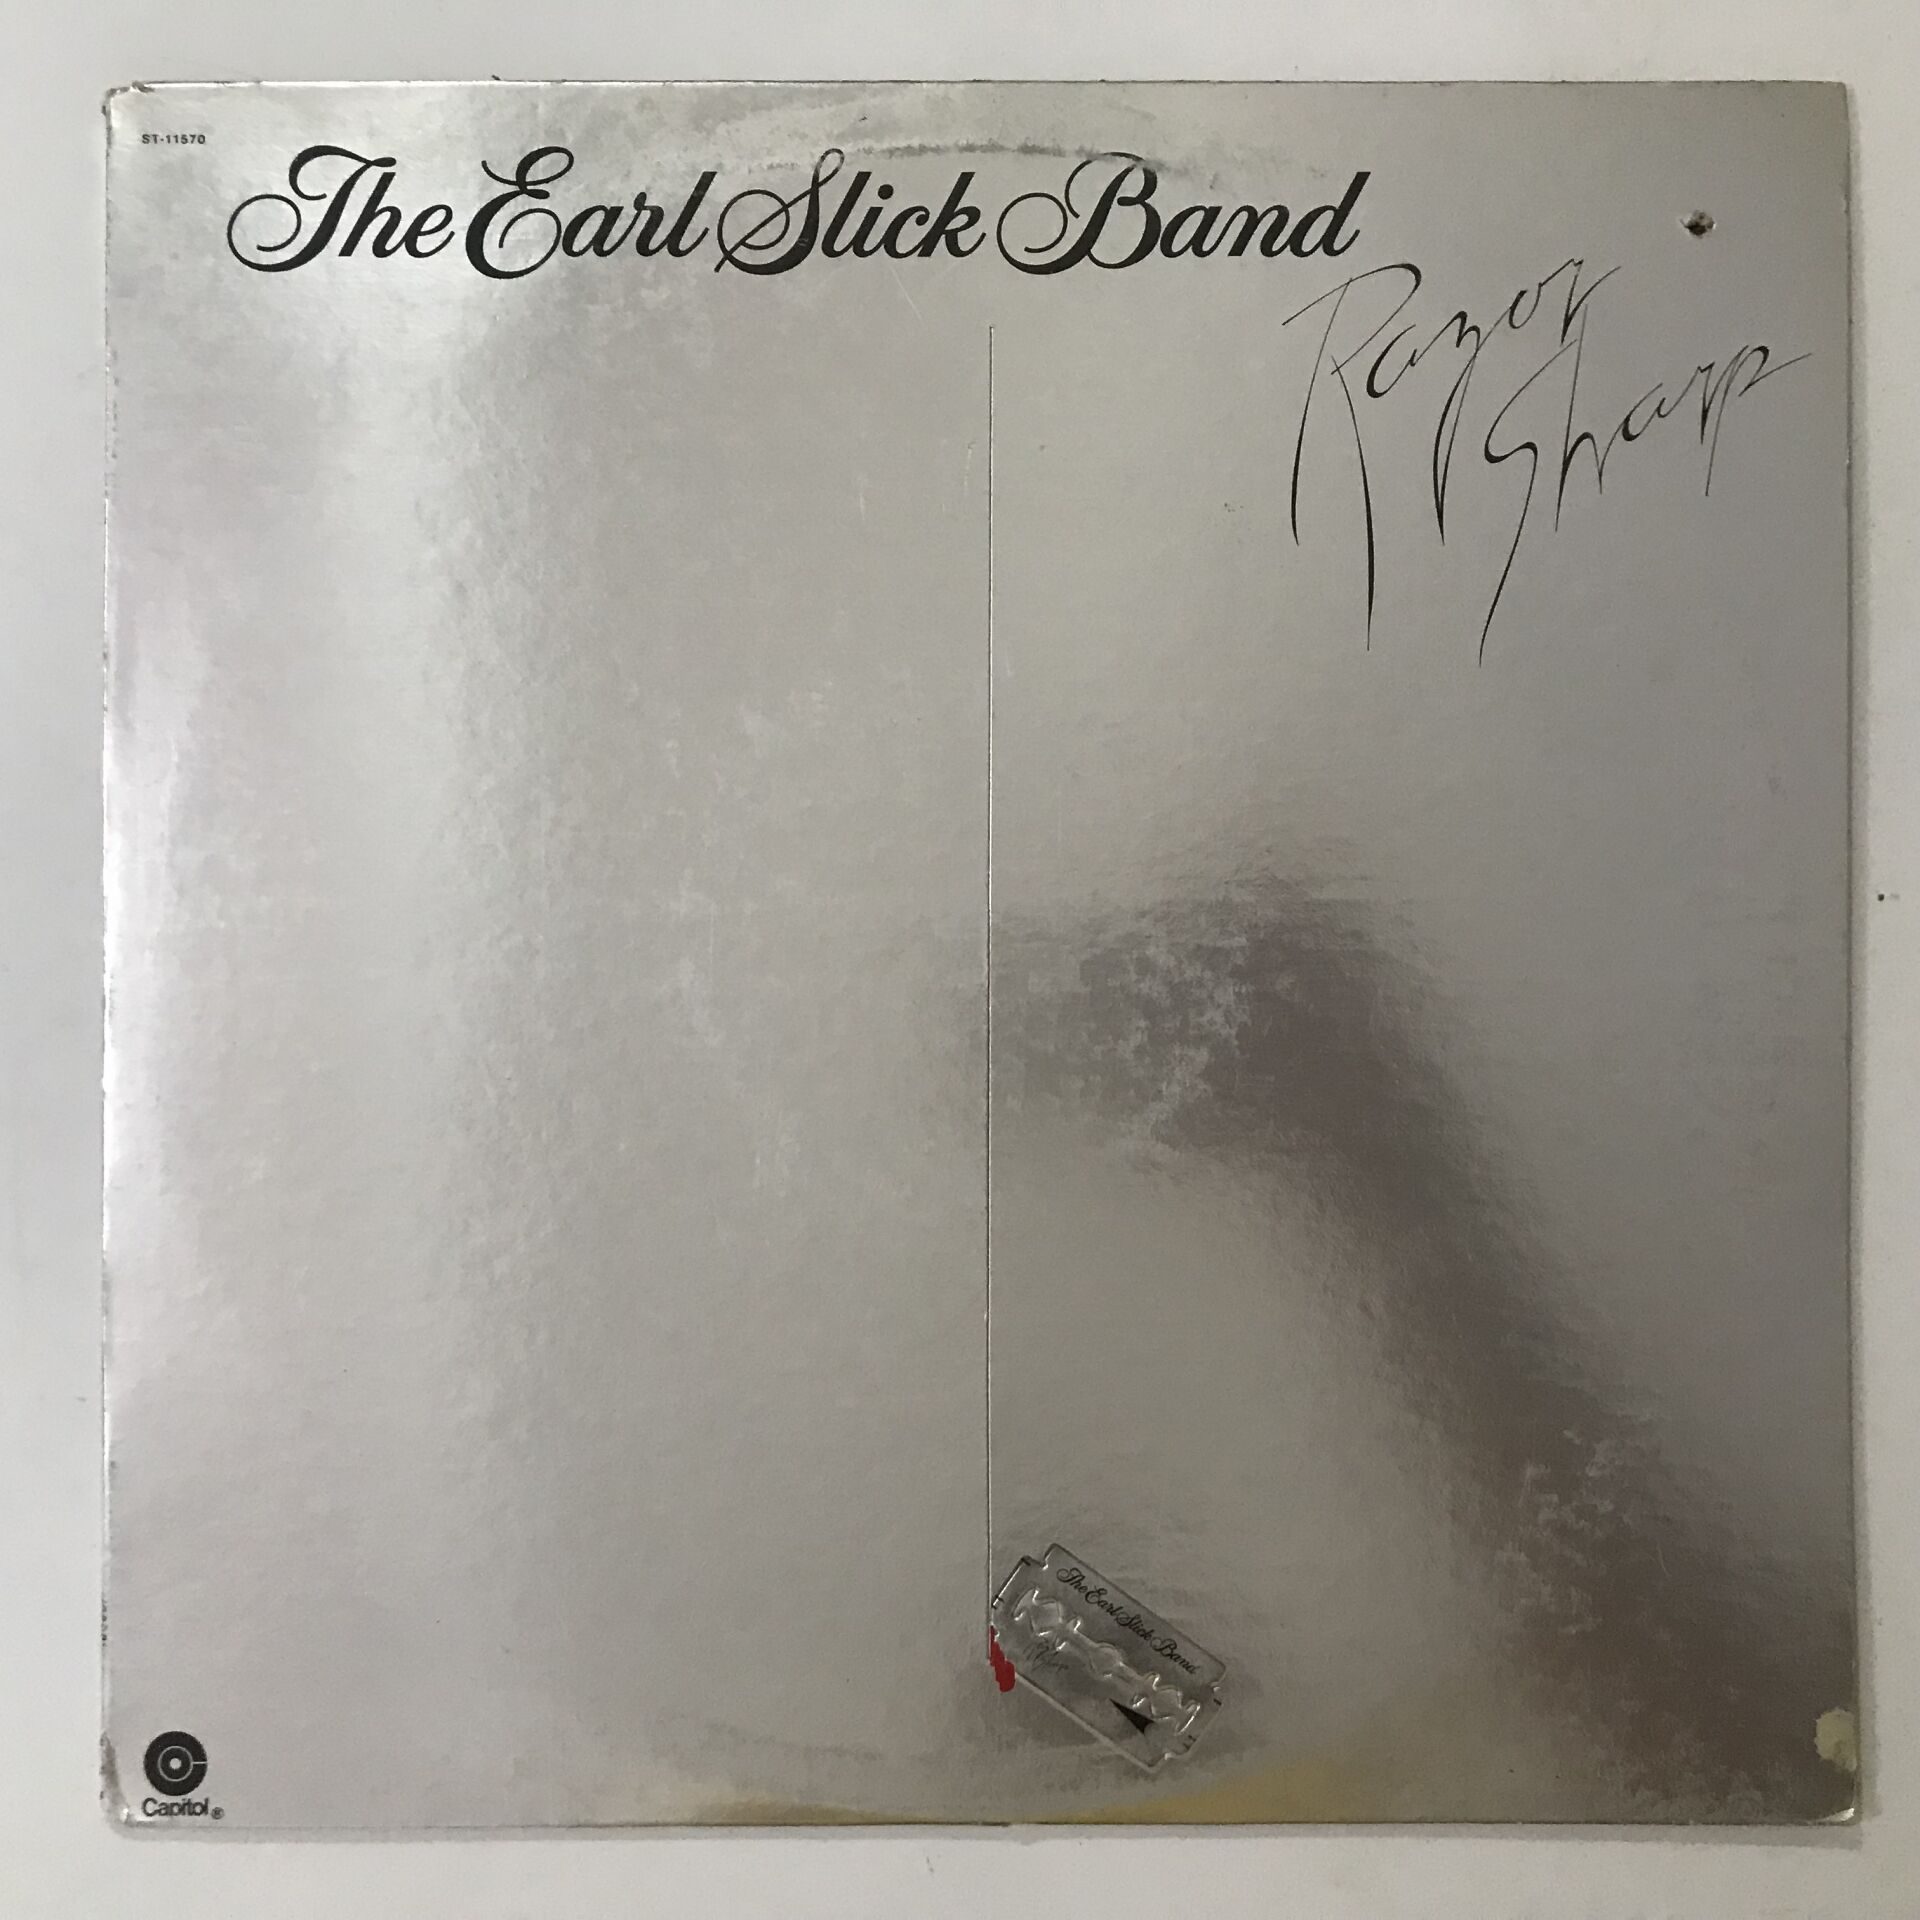 ST-11570
The Earl Slick Band
Razor
Sharp
The Earl Slick Band
Capitol®